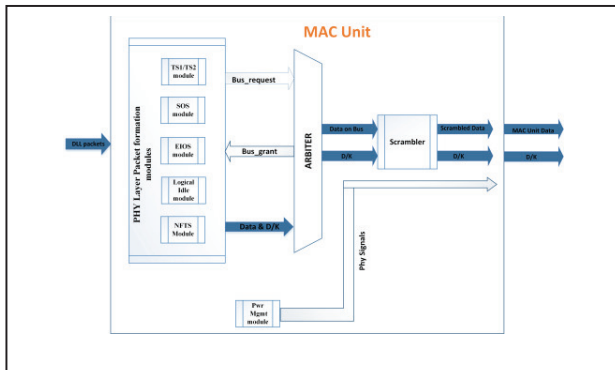 MAC Unit
DLL packets
PHY Layer Packet formation
modules
TS1/TS2
module
SOS
module
EIOS
module
Logical
Idle
module
NFTS
Module
Bus_request
Bus_grant
Data & D/K
ARBITER
Data on Bus
D/K
Scrambler
Scrambled Data
D/K
MAC Unit Data
D/K
Phy Signals
Pwr
Mgmt
module